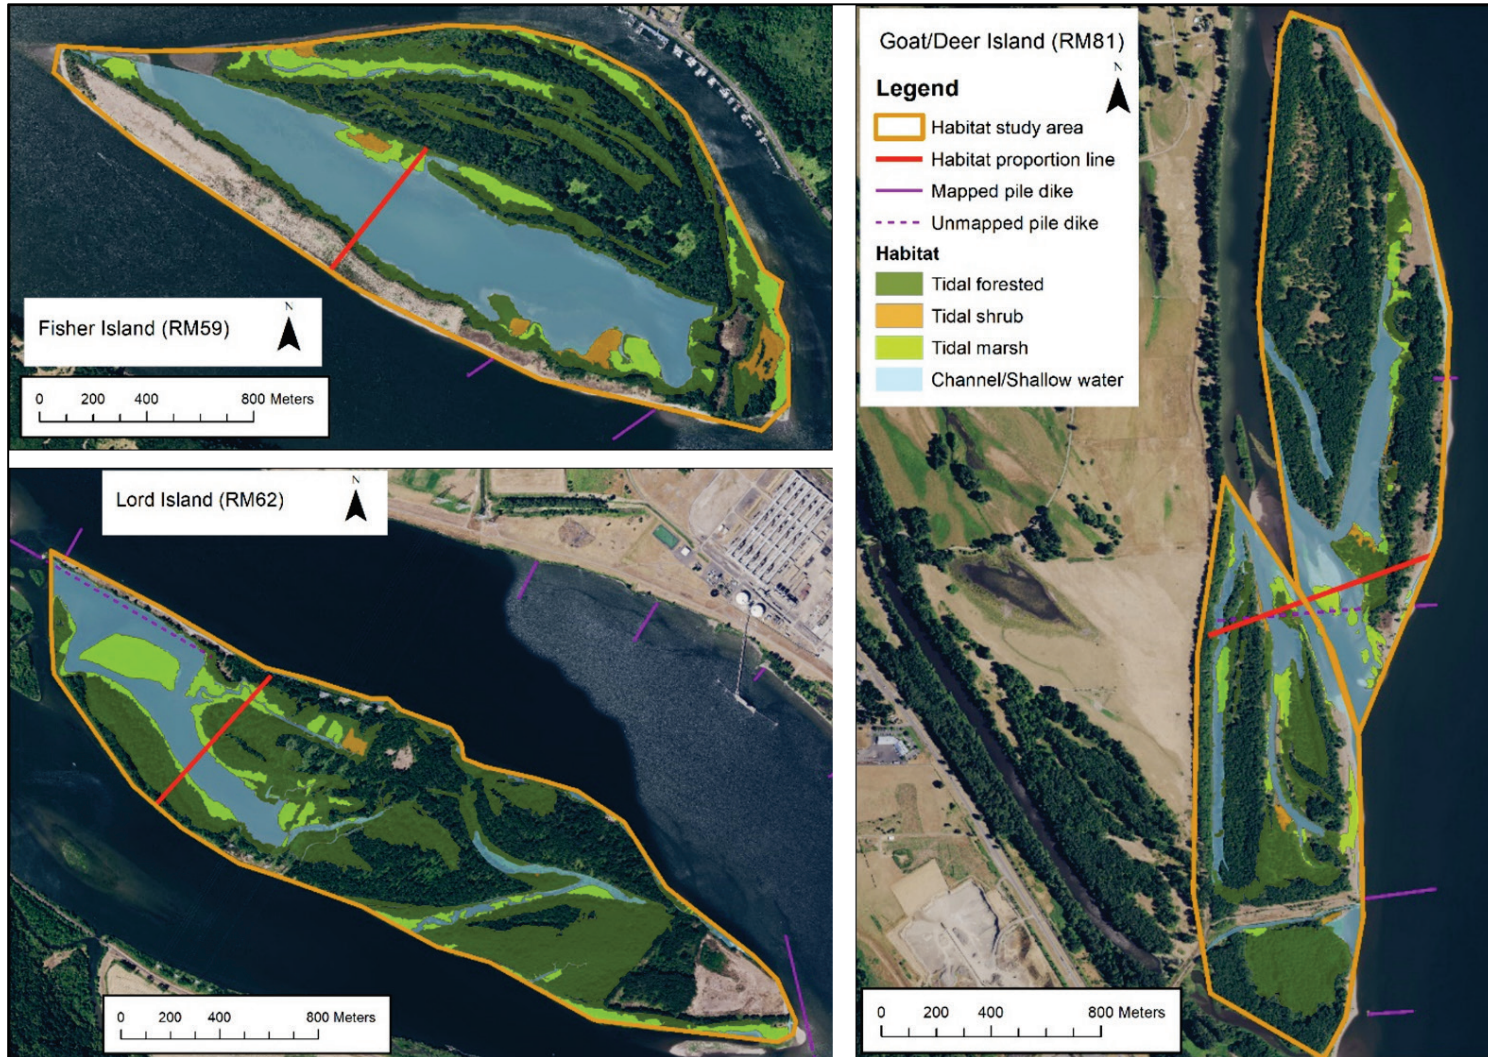 N
Fisher Island (RM59)
0 200 400 800 Meters
N
Lord Island (RM62)
0 200 400 800 Meters
Goat/Deer Island (RM81)
N
Legend
Habitat study area
Habitat proportion line
Mapped pile dike
Unmapped pile dike
Habitat
Tidal forested
Tidal shrub
Tidal marsh
Channel/Shallow water
0 200 400 800 Meters